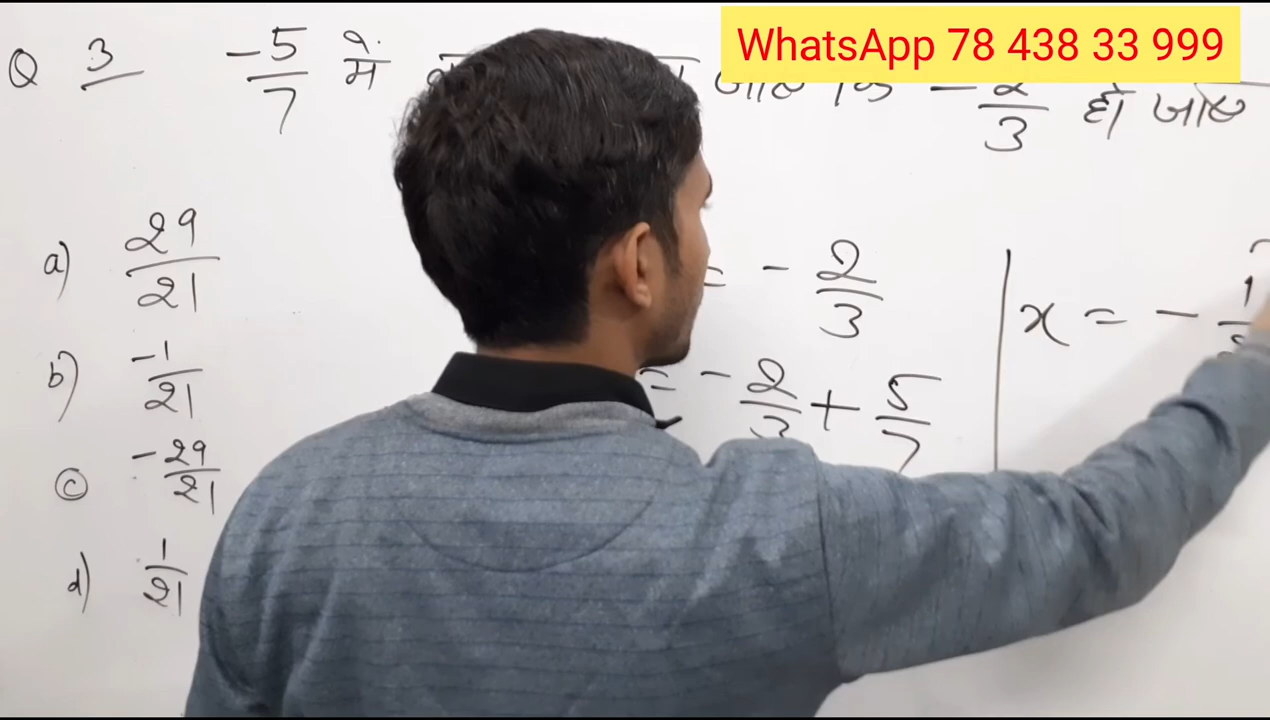 WhatsApp 78 438 33 999
Q 3 -5/7 में - 2/3 हो जाए
a) 29/21
b) -1/21
c) -29/21
d) 1/21
= - 2/3
= - 2/3 + 5/7
x = -